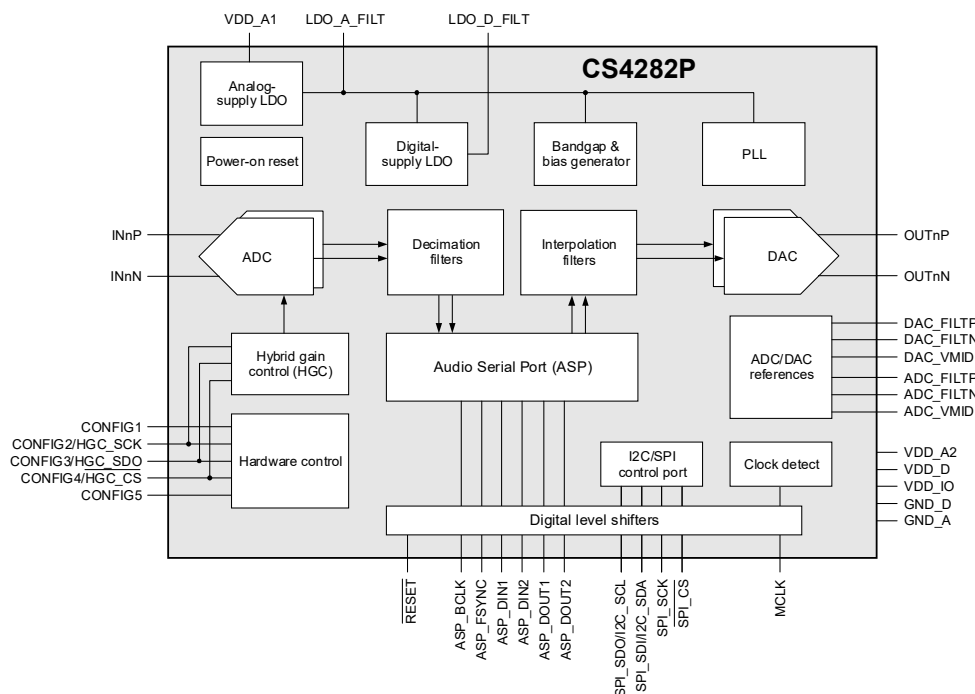 VDD_A1
LDO_A_FILT
LDO_D_FILT
CS4282P
Analog-
supply LDO
Power-on reset
Digital-
supply LDO
Bandgap &
bias generator
PLL
INnP
INnN
ADC
Decimation
filters
Interpolation
filters
DAC
OUTnP
OUTnN
Hybrid gain
control (HGC)
Audio Serial Port (ASP)
ADC/DAC
references
DAC_FILTP
DAC_FILTN
DAC_VMID
ADC_FILTP
ADC_FILTN
ADC_VMID
CONFIG1
CONFIG2/HGC_SCK
CONFIG3/HGC_SDO
CONFIG4/HGC_CS
CONFIG5
Hardware control
I2C/SPI
control port
Clock detect
VDD_A2
VDD_D
VDD_IO
GND_D
GND_A
Digital level shifters
RESET
ASP_BCLK
ASP_FSYNC
ASP_DIN1
ASP_DIN2
ASP_DOUT1
ASP_DOUT2
SPI_SDO/I2C_SCL
SPI_SDI/I2C_SDA
SPI_SCK
SPI_CS
MCLK